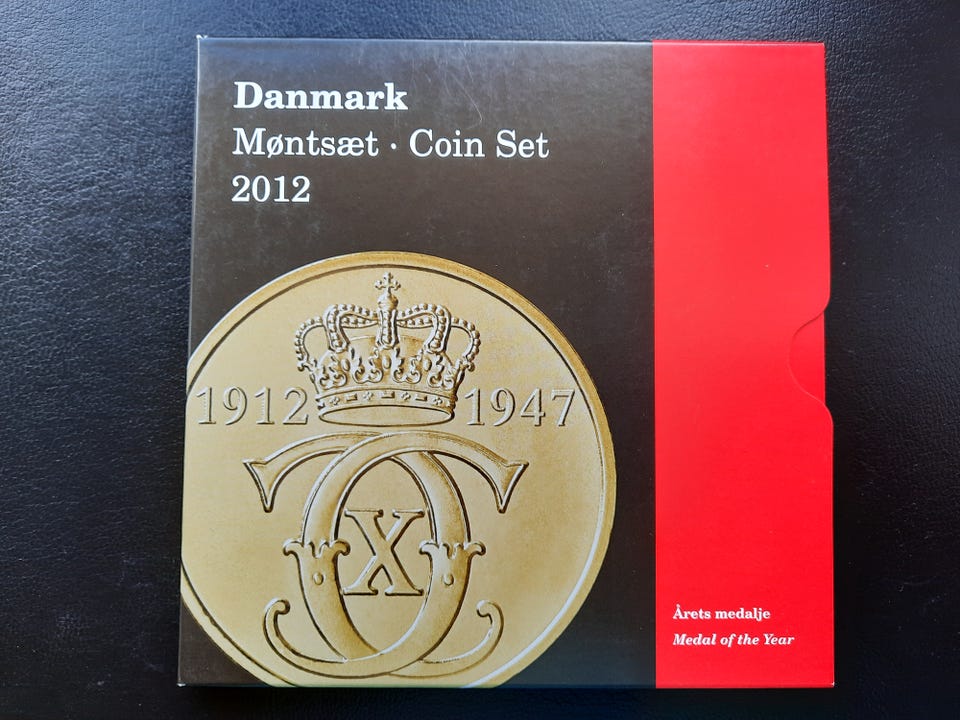 Danmark
Møntsæt · Coin Set
2012
1912 1947
X
Årets medalje
Medal of the Year